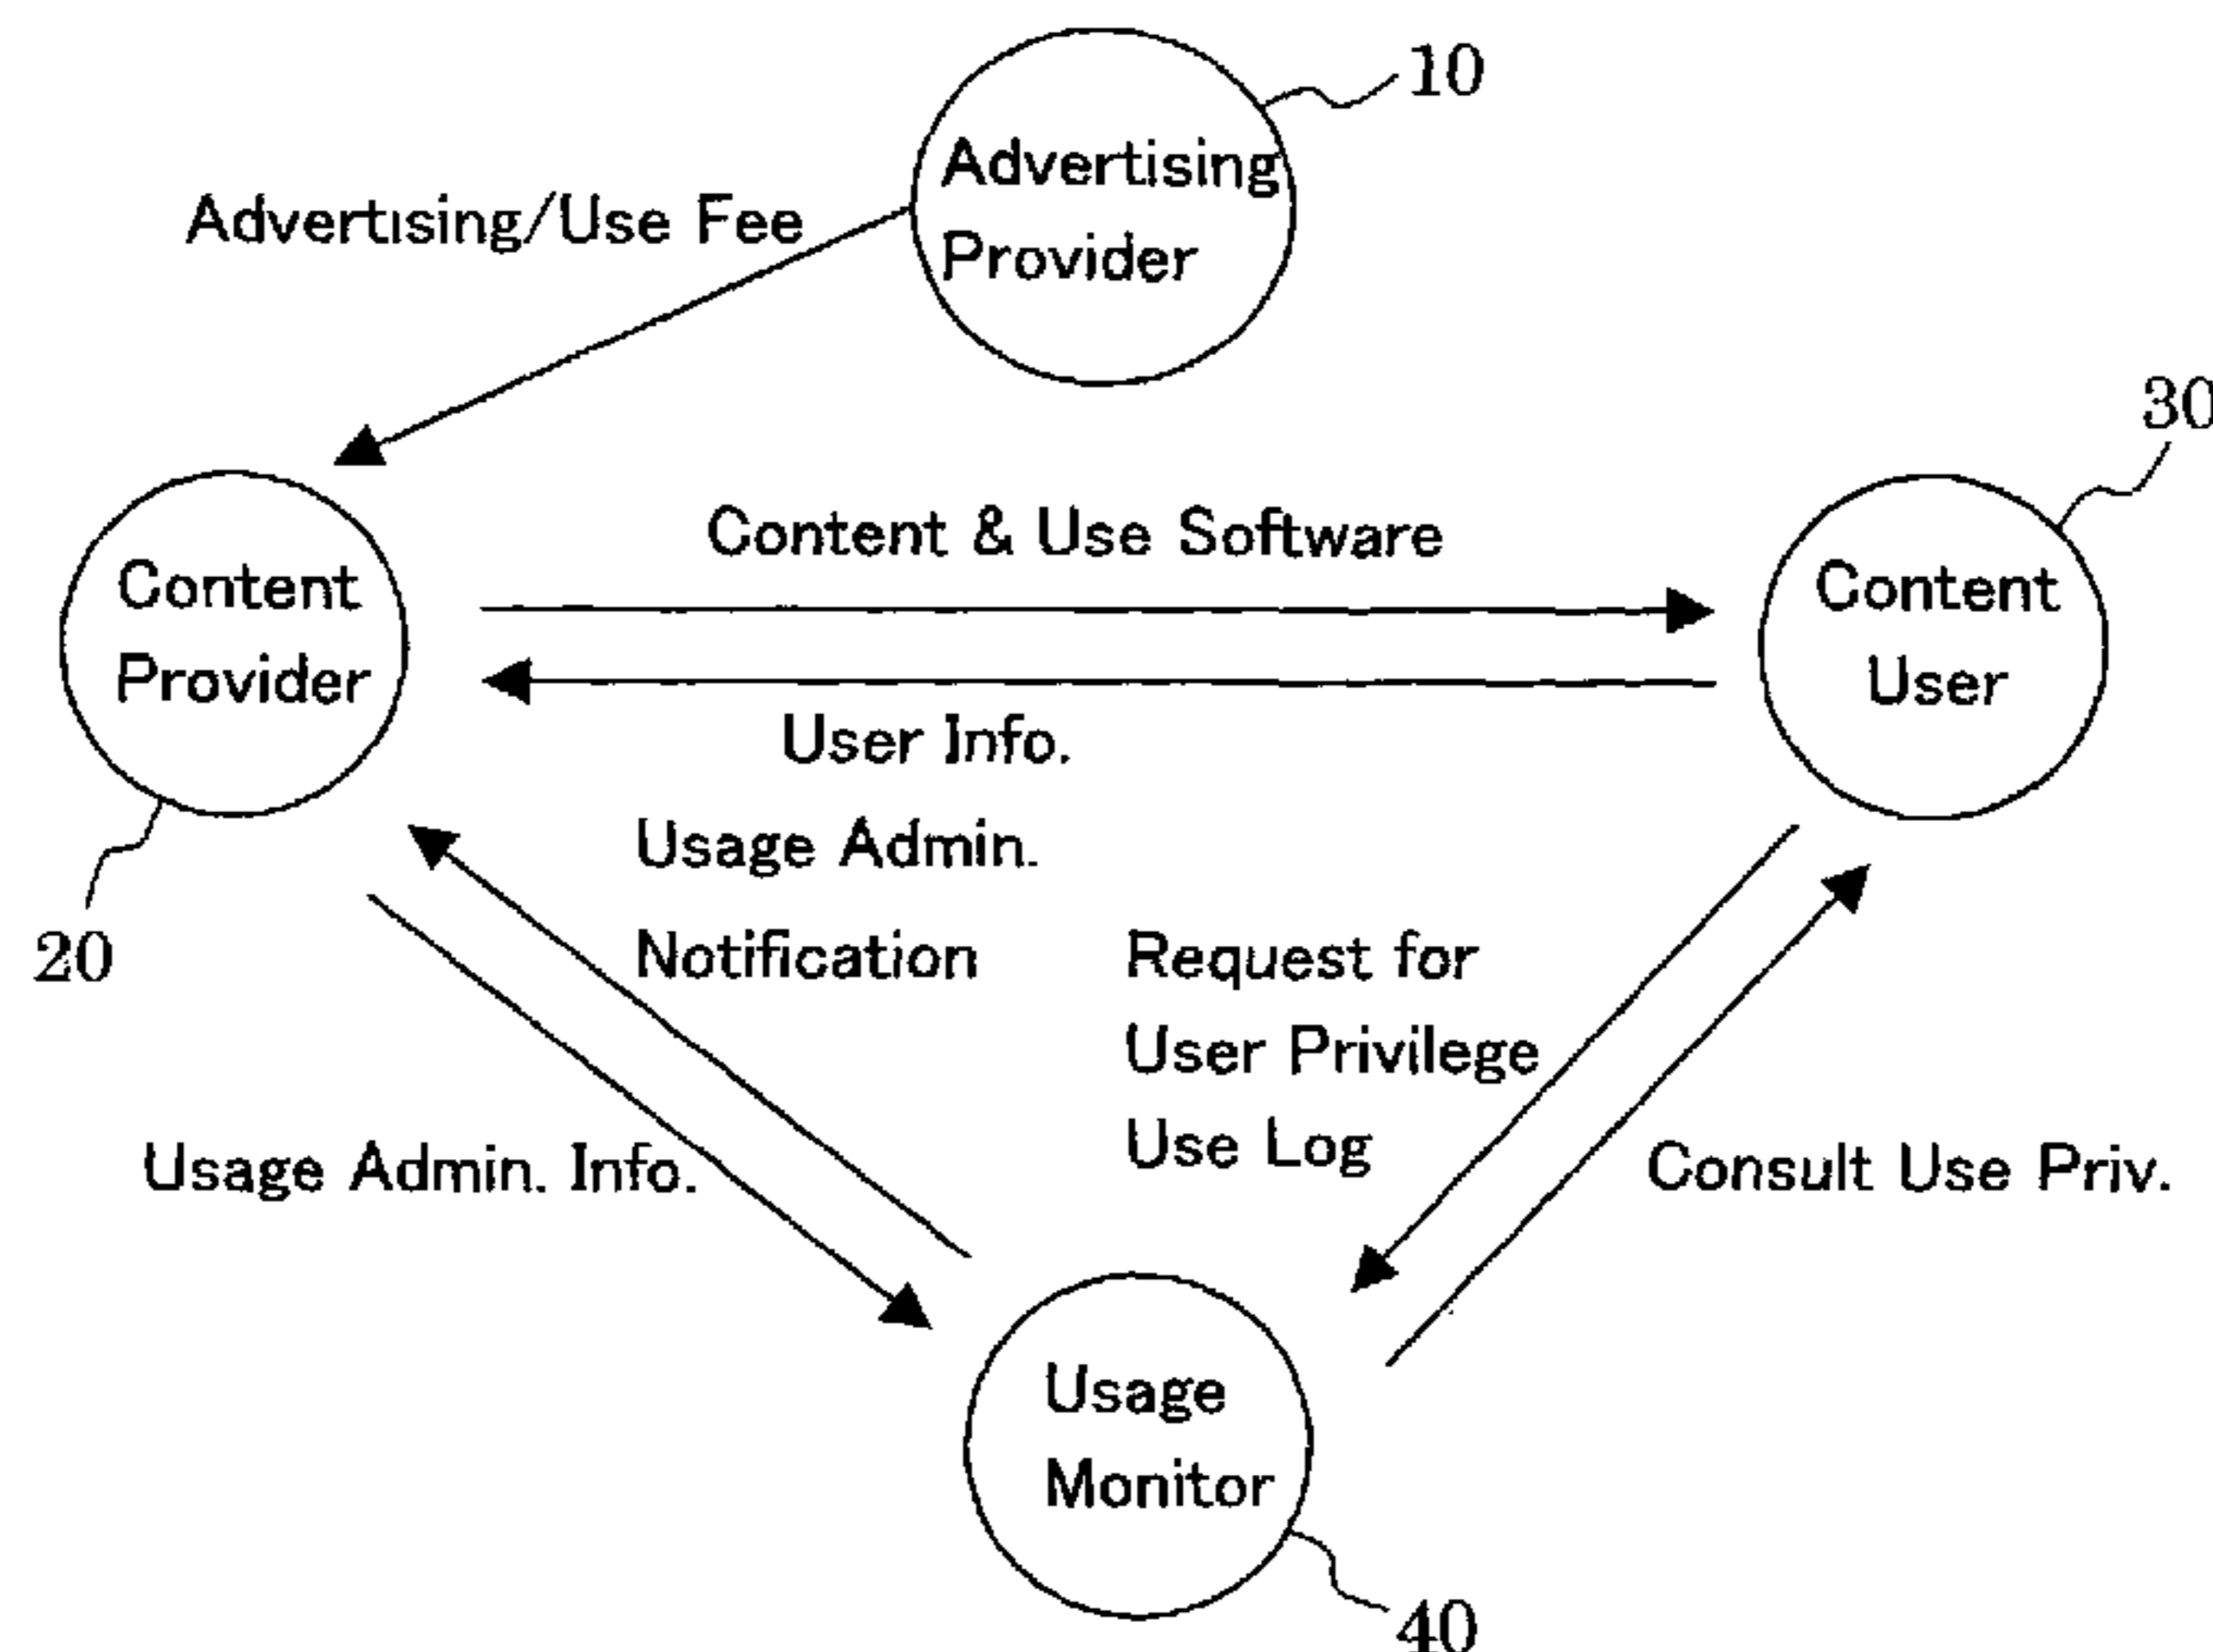 10
Advertising
Provider
Advertising/Use Fee
30
Content & Use Software
Content
Provider
Content
User
User Info.
20
Usage Admin.
Notification
Request for
User Privilege
Use Log
Usage Admin. Info.
Consult Use Priv.
Usage
Monitor
40